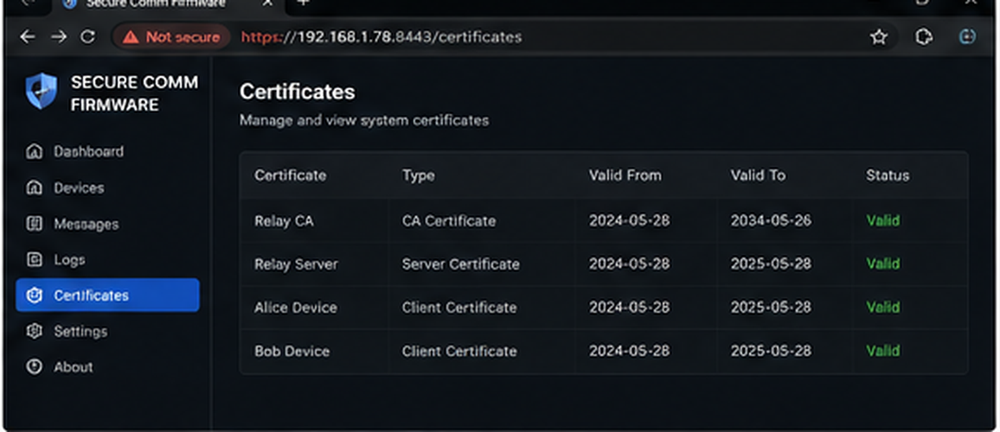 Secure Comm Firmware
Not secure https://192.168.1.78.8443/certificates
SECURE COMM
FIRMWARE
Dashboard
Devices
Messages
Logs
Certificates
Settings
About
Certificates
Manage and view system certificates
Certificate Type Valid From Valid To Status
Relay CA CA Certificate 2024-05-28 2034-05-26 Valid
Relay Server Server Certificate 2024-05-28 2025-05-28 Valid
Alice Device Client Certificate 2024-05-28 2025-05-28 Valid
Bob Device Client Certificate 2024-05-28 2025-05-28 Valid